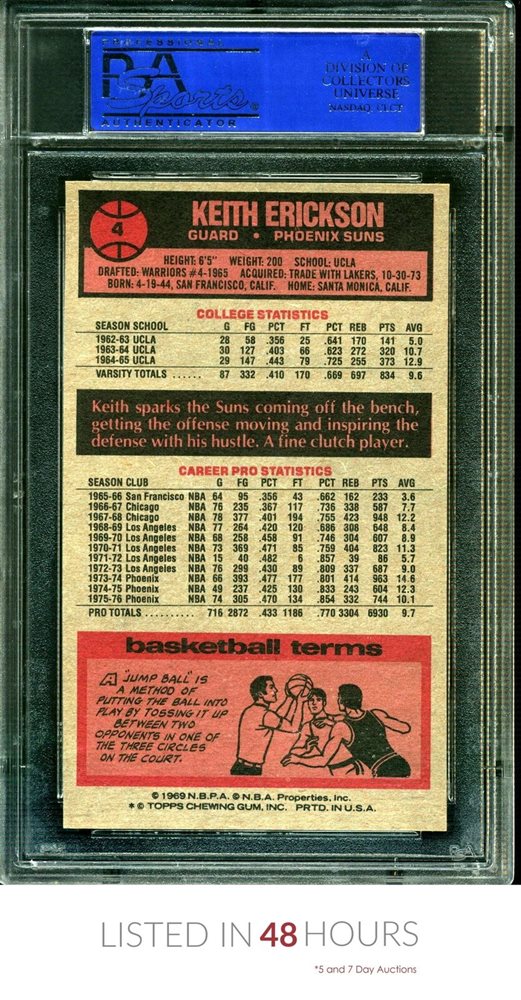 PROFESSIONAL
PSA
Sports®
AUTHENTICATOR
A
DIVISION OF
COLLECTORS
UNIVERSE
NASDAQ: CLCT
4
KEITH ERICKSON
GUARD • PHOENIX SUNS
HEIGHT: 6'5" WEIGHT: 200 SCHOOL: UCLA
DRAFTED: WARRIORS #4-1965 ACQUIRED: TRADE WITH LAKERS, 10-30-73
BORN: 4-19-44, SAN FRANCISCO, CALIF. HOME: SANTA MONICA, CALIF.
COLLEGE STATISTICS
SEASON SCHOOL G FG PCT FT PCT REB PTS AVG
1962-63 UCLA 28 58 .356 25 .641 170 141 5.0
1963-64 UCLA 30 127 .403 66 .623 272 320 10.7
1964-65 UCLA 29 147 .443 79 .725 255 373 12.9
VARSITY TOTALS ...... 87 332 .410 170 .669 697 834 9.6
Keith sparks the Suns coming off the bench,
getting the offense moving and inspiring the
defense with his hustle. A fine clutch player.
CAREER PRO STATISTICS
SEASON CLUB G FG PCT FT PCT REB PTS AVG
1965-66 San Francisco NBA 64 95 .356 43 .662 162 233 3.6
1966-67 Chicago NBA 76 235 .367 117 .736 338 587 7.7
1967-68 Chicago NBA 78 377 .401 194 .755 423 948 12.2
1968-69 Los Angeles NBA 77 264 .420 120 .686 308 648 8.4
1969-70 Los Angeles NBA 68 258 .458 91 .746 304 607 8.9
1970-71 Los Angeles NBA 73 369 .471 85 .759 404 823 11.3
1971-72 Los Angeles NBA 15 40 .482 6 .857 39 86 5.7
1972-73 Los Angeles NBA 76 299 .430 89 .809 337 687 9.0
1973-74 Phoenix NBA 66 393 .477 177 .801 414 963 14.6
1974-75 Phoenix NBA 49 237 .425 130 .833 243 604 12.3
1975-76 Phoenix NBA 74 305 .470 134 .854 332 744 10.1
PRO TOTALS .......... 716 2872 .433 1186 .770 3304 6930 9.7
basketball terms
A "JUMP BALL" IS
A METHOD OF
PUTTING THE BALL INTO
PLAY BY TOSSING IT UP
BETWEEN TWO
OPPONENTS IN ONE OF
THE THREE CIRCLES
ON THE COURT.
© 1969 N.B.P.A. © N.B.A. Properties, Inc.
* © TOPPS CHEWING GUM, INC. PRTD. IN U.S.A.
LISTED IN 48 HOURS
*5 and 7 Day Auctions